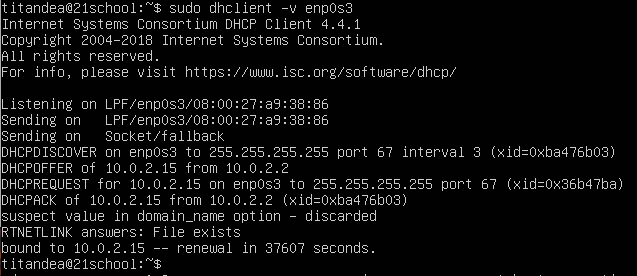 titandea@21school:~$ sudo dhclient -v enp0s3
Internet Systems Consortium DHCP Client 4.4.1
Copyright 2004-2018 Internet Systems Consortium.
All rights reserved.
For info, please visit https://www.isc.org/software/dhcp/

Listening on LPF/enp0s3/08:00:27:a9:38:86
Sending on   LPF/enp0s3/08:00:27:a9:38:86
Sending on   Socket/fallback
DHCPDISCOVER on enp0s3 to 255.255.255.255 port 67 interval 3 (xid=0xba476b03)
DHCPOFFER of 10.0.2.15 from 10.0.2.2
DHCPREQUEST for 10.0.2.15 on enp0s3 to 255.255.255.255 port 67 (xid=0x36b47ba)
DHCPACK of 10.0.2.15 from 10.0.2.2 (xid=0xba476b03)
suspect value in domain_name option - discarded
RTNETLINK answers: File exists
bound to 10.0.2.15 -- renewal in 37607 seconds.
titandea@21school:~$